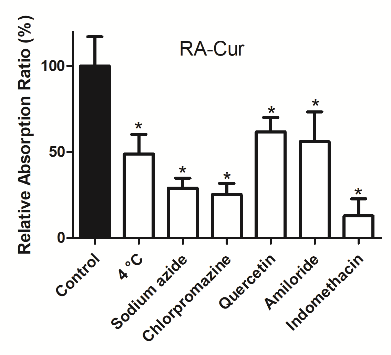 RA-Cur
Relative Absorption Ratio (%)
100
50
0
*
*
*
*
*
*
Control
4 °C
Sodium azide
Chlorpromazine
Quercetin
Amiloride
Indomethacin